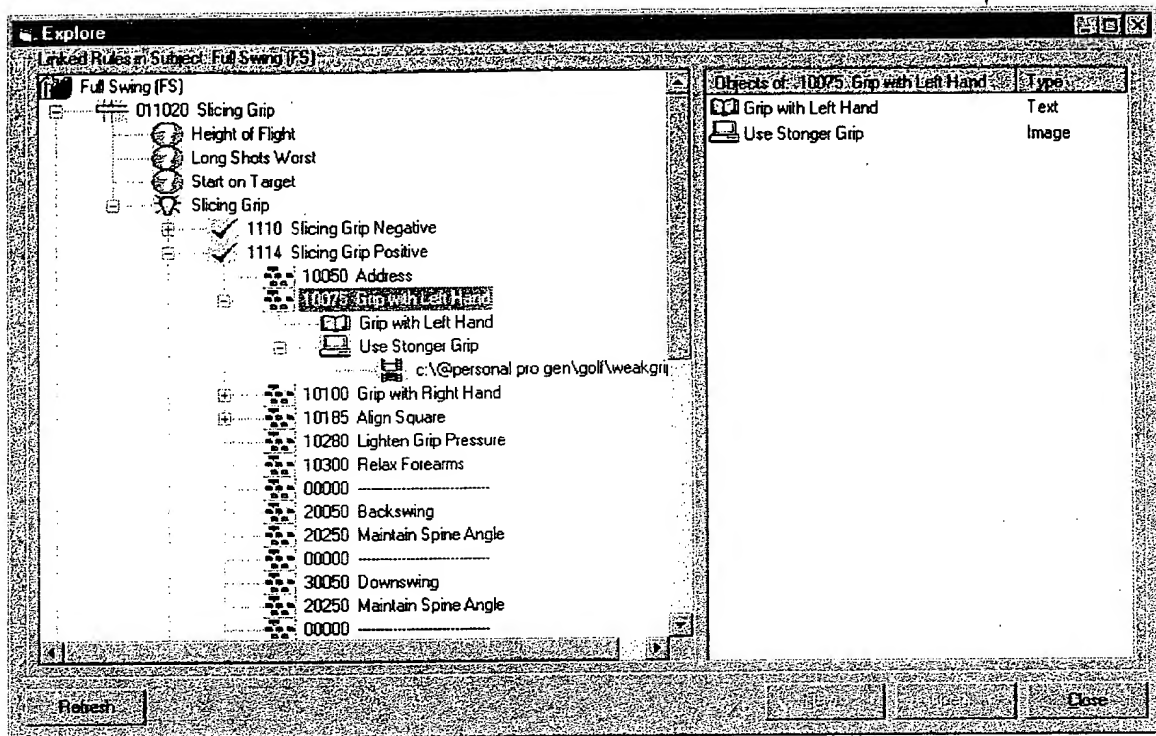 Explore
Linked Rules in Subject: Full Swing (FS)
Full Swing (FS)
011020 Slicing Grip
Height of Flight
Long Shots Worst
Start on Target
Slicing Grip
1110 Slicing Grip Negative
1114 Slicing Grip Positive
10050 Address
10075 Grip with Left Hand
Grip with Left Hand
Use Stonger Grip
c:\@personal pro gen\golf\weakgrip
10100 Grip with Right Hand
10185 Align Square
10280 Lighten Grip Pressure
10300 Relax Forearms
00000 -----------------------
20050 Backswing
20250 Maintain Spine Angle
00000 -----------------------
30050 Downswing
20250 Maintain Spine Angle
00000 -----------------------
Objects of: 10075 Grip with Left Hand Type
Grip with Left Hand Text
Use Stonger Grip Image
Refresh
Close